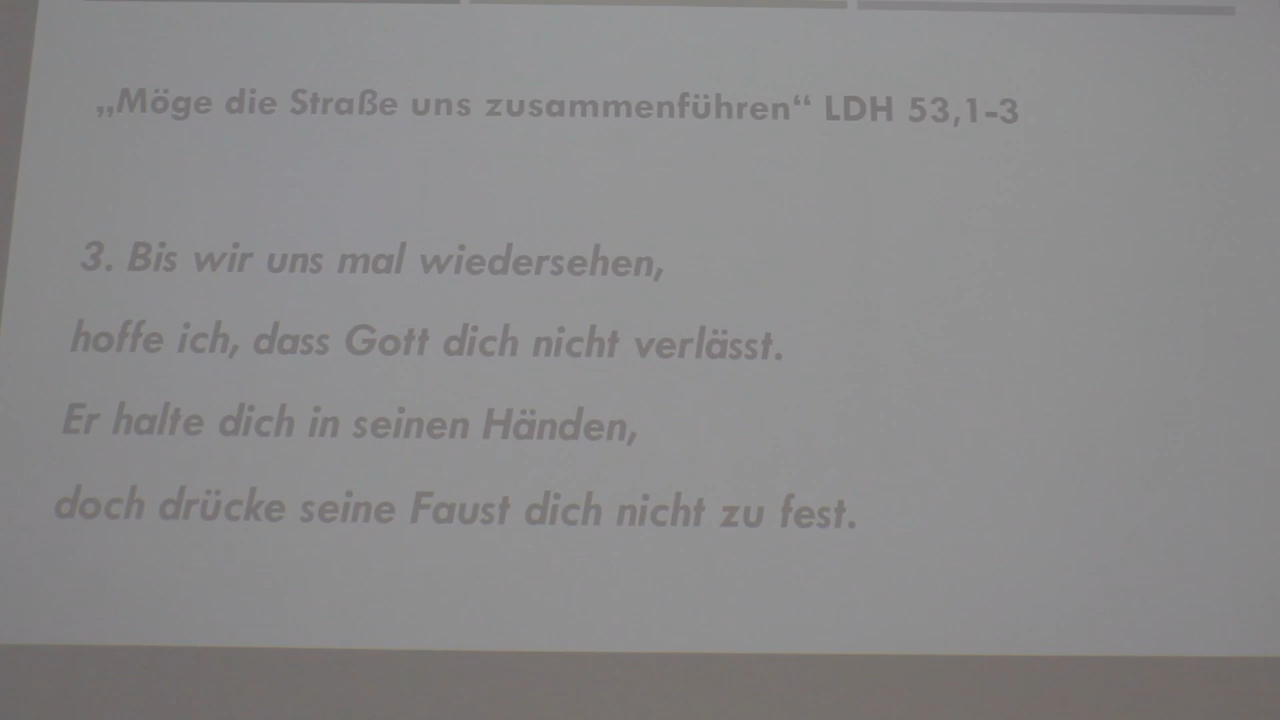 „Möge die Straße uns zusammenführen“ LDH 53,1-3
3. Bis wir uns mal wiedersehen,
hoffe ich, dass Gott dich nicht verlässt.
Er halte dich in seinen Händen,
doch drücke seine Faust dich nicht zu fest.